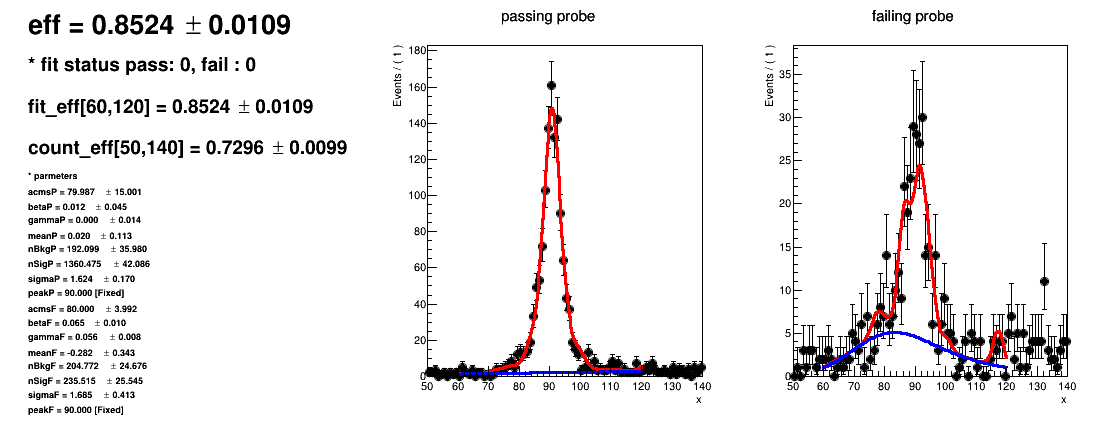 eff = 0.8524 ± 0.0109
* fit status pass: 0, fail : 0
fit_eff[60,120] = 0.8524 ± 0.0109
count_eff[50,140] = 0.7296 ± 0.0099
* parmeters
acmsP = 79.987 ± 15.001
betaP = 0.012 ± 0.045
gammaP = 0.000 ± 0.014
meanP = 0.020 ± 0.113
nBkgP = 192.099 ± 35.980
nSigP = 1360.475 ± 42.086
sigmaP = 1.624 ± 0.170
peakP = 90.000 [Fixed]
acmsF = 80.000 ± 3.992
betaF = 0.065 ± 0.010
gammaF = 0.056 ± 0.008
meanF = -0.282 ± 0.343
nBkgF = 204.772 ± 24.676
nSigF = 235.515 ± 25.545
sigmaF = 1.685 ± 0.413
peakF = 90.000 [Fixed]
passing probe
Events / ( 1 )
180
160
140
120
100
80
60
40
20
0
50 60 70 80 90 100 110 120 130 140
x
failing probe
Events / ( 1 )
35
30
25
20
15
10
5
0
50 60 70 80 90 100 110 120 130 140
x